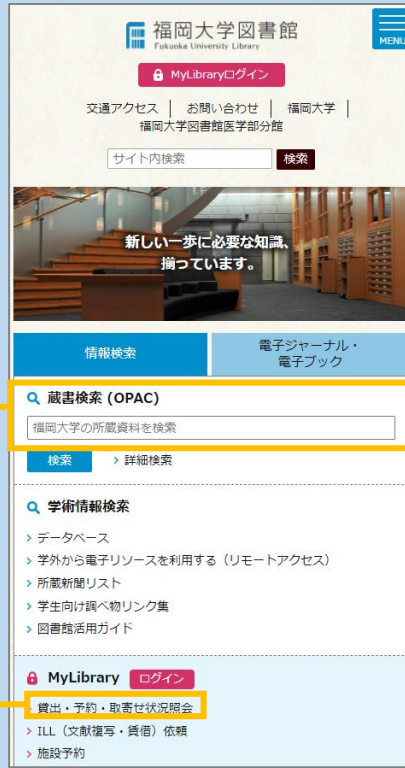 福岡大学図書館
Fukuoka University Library
MENU
MyLibraryログイン
交通アクセス │ お問い合わせ │ 福岡大学 │
福岡大学図書館医学部分館
サイト内検索 検索
新しい一歩に必要な知識、
揃っています。
情報検索
電子ジャーナル・
電子ブック
蔵書検索 (OPAC)
福岡大学の所蔵資料を検索
検索 > 詳細検索
学術情報検索
> データベース
> 学外から電子リソースを利用する（リモートアクセス）
> 所蔵新聞リスト
> 学生向け調べ物リンク集
> 図書館活用ガイド
MyLibrary ログイン
> 貸出・予約・取寄せ状況照会
> ILL（文献複写・貸借）依頼
> 施設予約